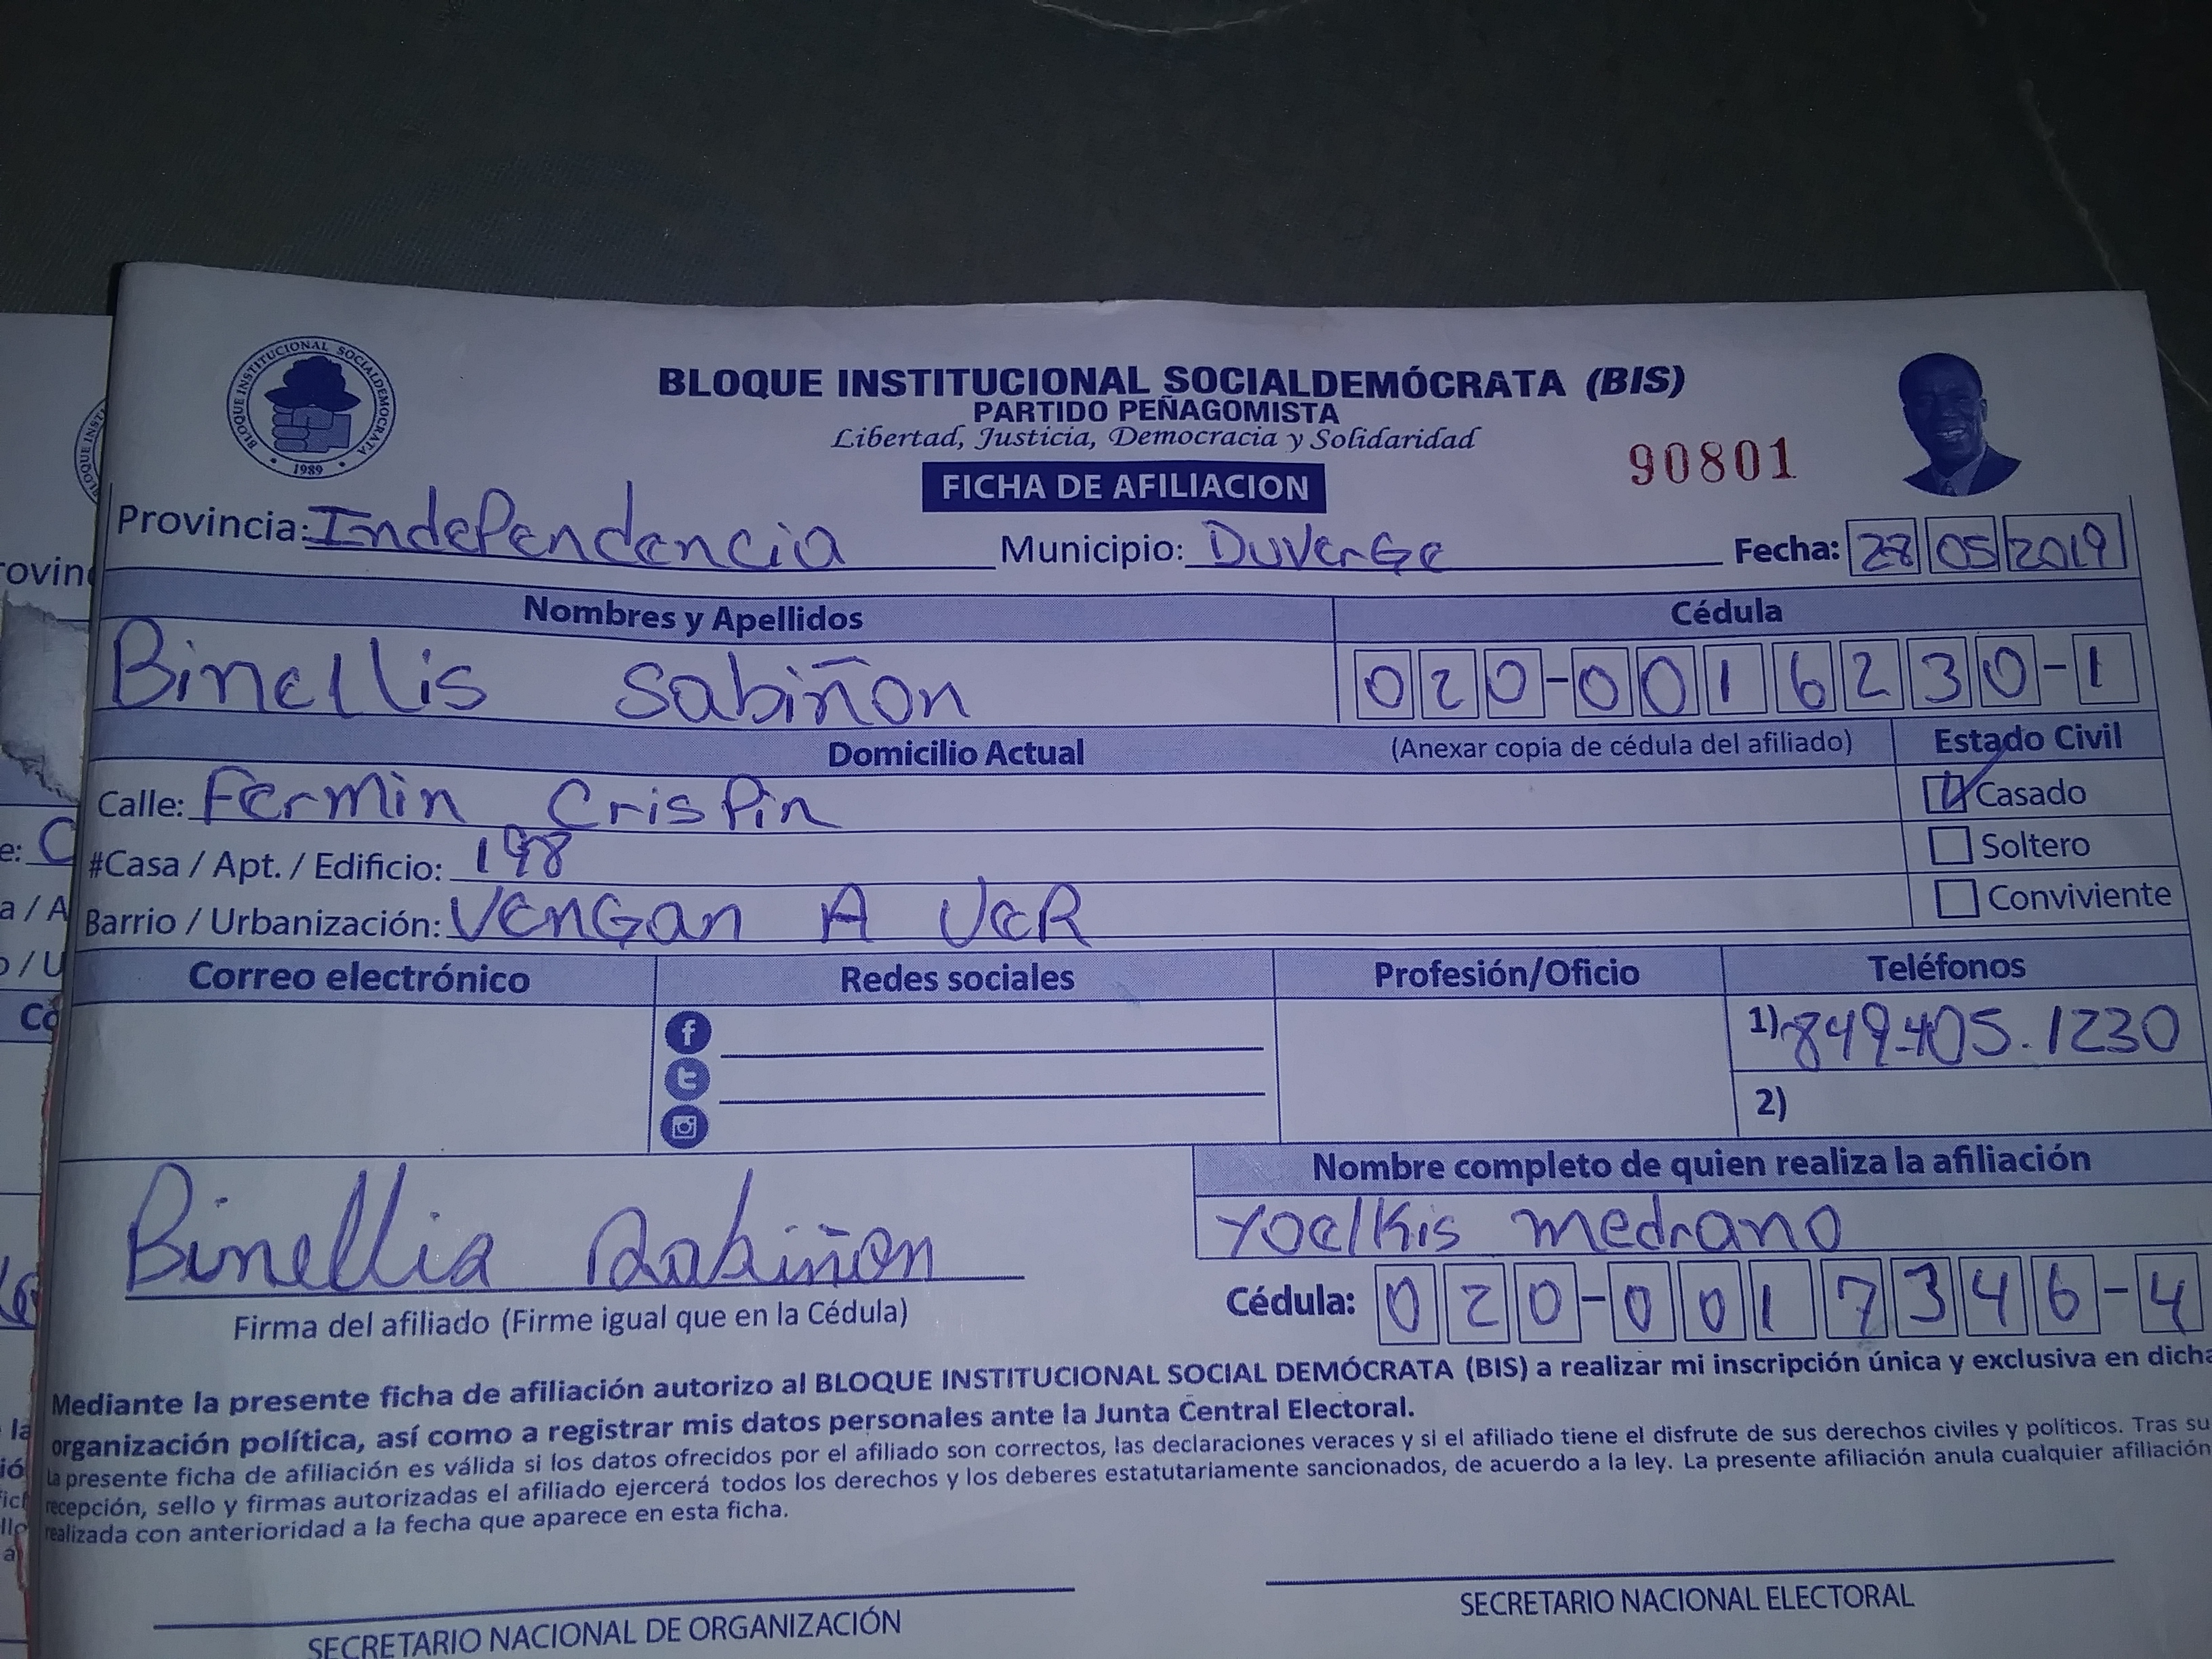 BLOQUE INSTITUCIONAL SOCIALDEMÓCRATA
1989
BLOQUE INSTITUCIONAL SOCIALDEMÓCRATA (BIS)
PARTIDO PEÑAGOMISTA
Libertad, Justicia, Democracia y Solidaridad
90801
FICHA DE AFILIACION
Provincia: Independencia Municipio: Duverge Fecha: 28 05 2019
Nombres y Apellidos Cédula
Binellis Sabiñon 020-0016230-1
Domicilio Actual (Anexar copia de cédula del afiliado) Estado Civil
Calle: Fermin Crispin Casado
#Casa / Apt. / Edificio: 198 Soltero
Barrio / Urbanización: Vengan A Ver Conviviente
Correo electrónico Redes sociales Profesión/Oficio Teléfonos
1) 849-405.1230
2)
Nombre completo de quien realiza la afiliación
Yoelkis medrano
Binellis Sabiñon
Cédula: 020-0017346-4
Firma del afiliado (Firme igual que en la Cédula)
Mediante la presente ficha de afiliación autorizo al BLOQUE INSTITUCIONAL SOCIAL DEMÓCRATA (BIS) a realizar mi inscripción única y exclusiva en dicha
organización política, así como a registrar mis datos personales ante la Junta Central Electoral.
La presente ficha de afiliación es válida si los datos ofrecidos por el afiliado son correctos, las declaraciones veraces y si el afiliado tiene el disfrute de sus derechos civiles y políticos. Tras su
recepción, sello y firmas autorizadas el afiliado ejercerá todos los derechos y los deberes estatutariamente sancionados, de acuerdo a la ley. La presente afiliación anula cualquier afiliación
realizada con anterioridad a la fecha que aparece en esta ficha.
SECRETARIO NACIONAL DE ORGANIZACIÓN SECRETARIO NACIONAL ELECTORAL